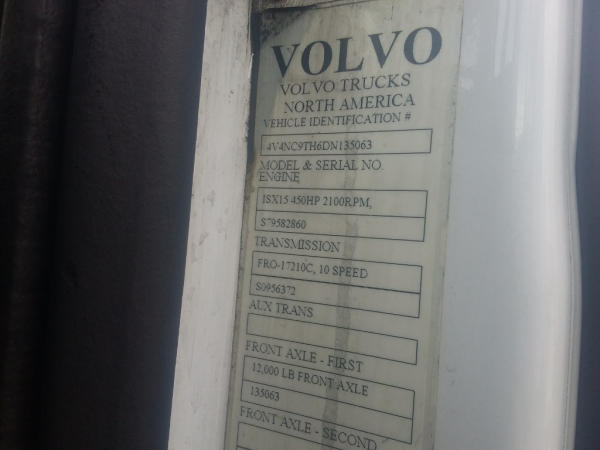 VOLVO
VOLVO TRUCKS
NORTH AMERICA
VEHICLE IDENTIFICATION #
4V4NC9TH6DN135063
MODEL & SERIAL NO.
ENGINE
ISX15 450HP 2100RPM,
S79582860
TRANSMISSION
FRO-17210C, 10 SPEED
S0956372
AUX TRANS
FRONT AXLE - FIRST
12,000 LB FRONT AXLE
135063
FRONT AXLE - SECOND